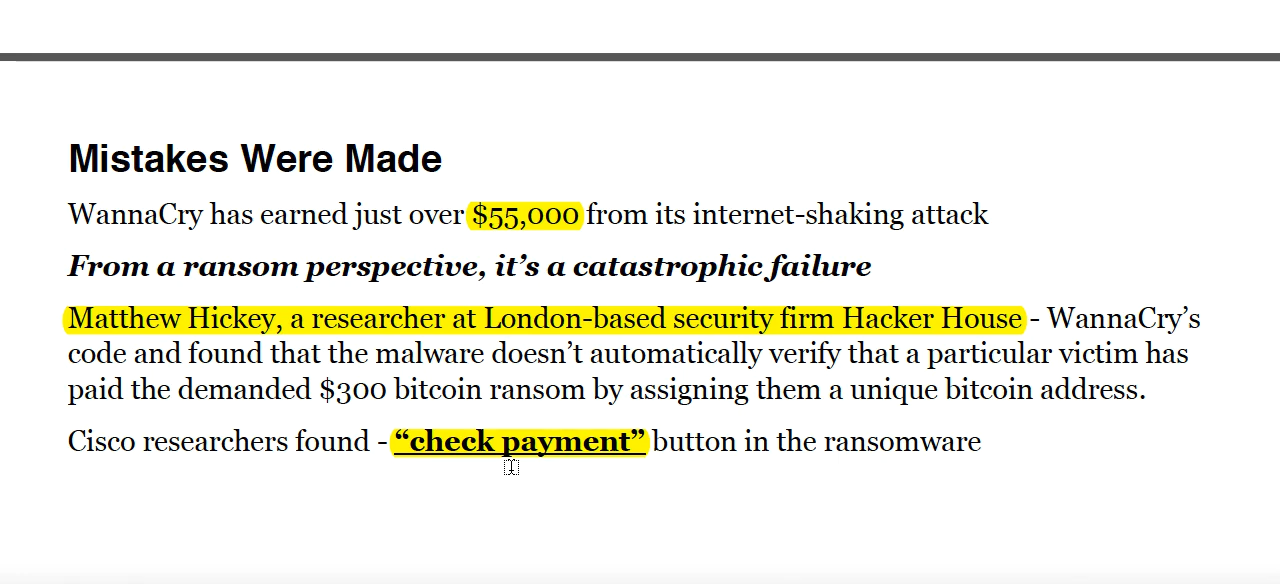 Mistakes Were Made
WannaCry has earned just over $55,000 from its internet-shaking attack
From a ransom perspective, it’s a catastrophic failure
Matthew Hickey, a researcher at London-based security firm Hacker House - WannaCry’s
code and found that the malware doesn’t automatically verify that a particular victim has
paid the demanded $300 bitcoin ransom by assigning them a unique bitcoin address.
Cisco researchers found - “check payment” button in the ransomware